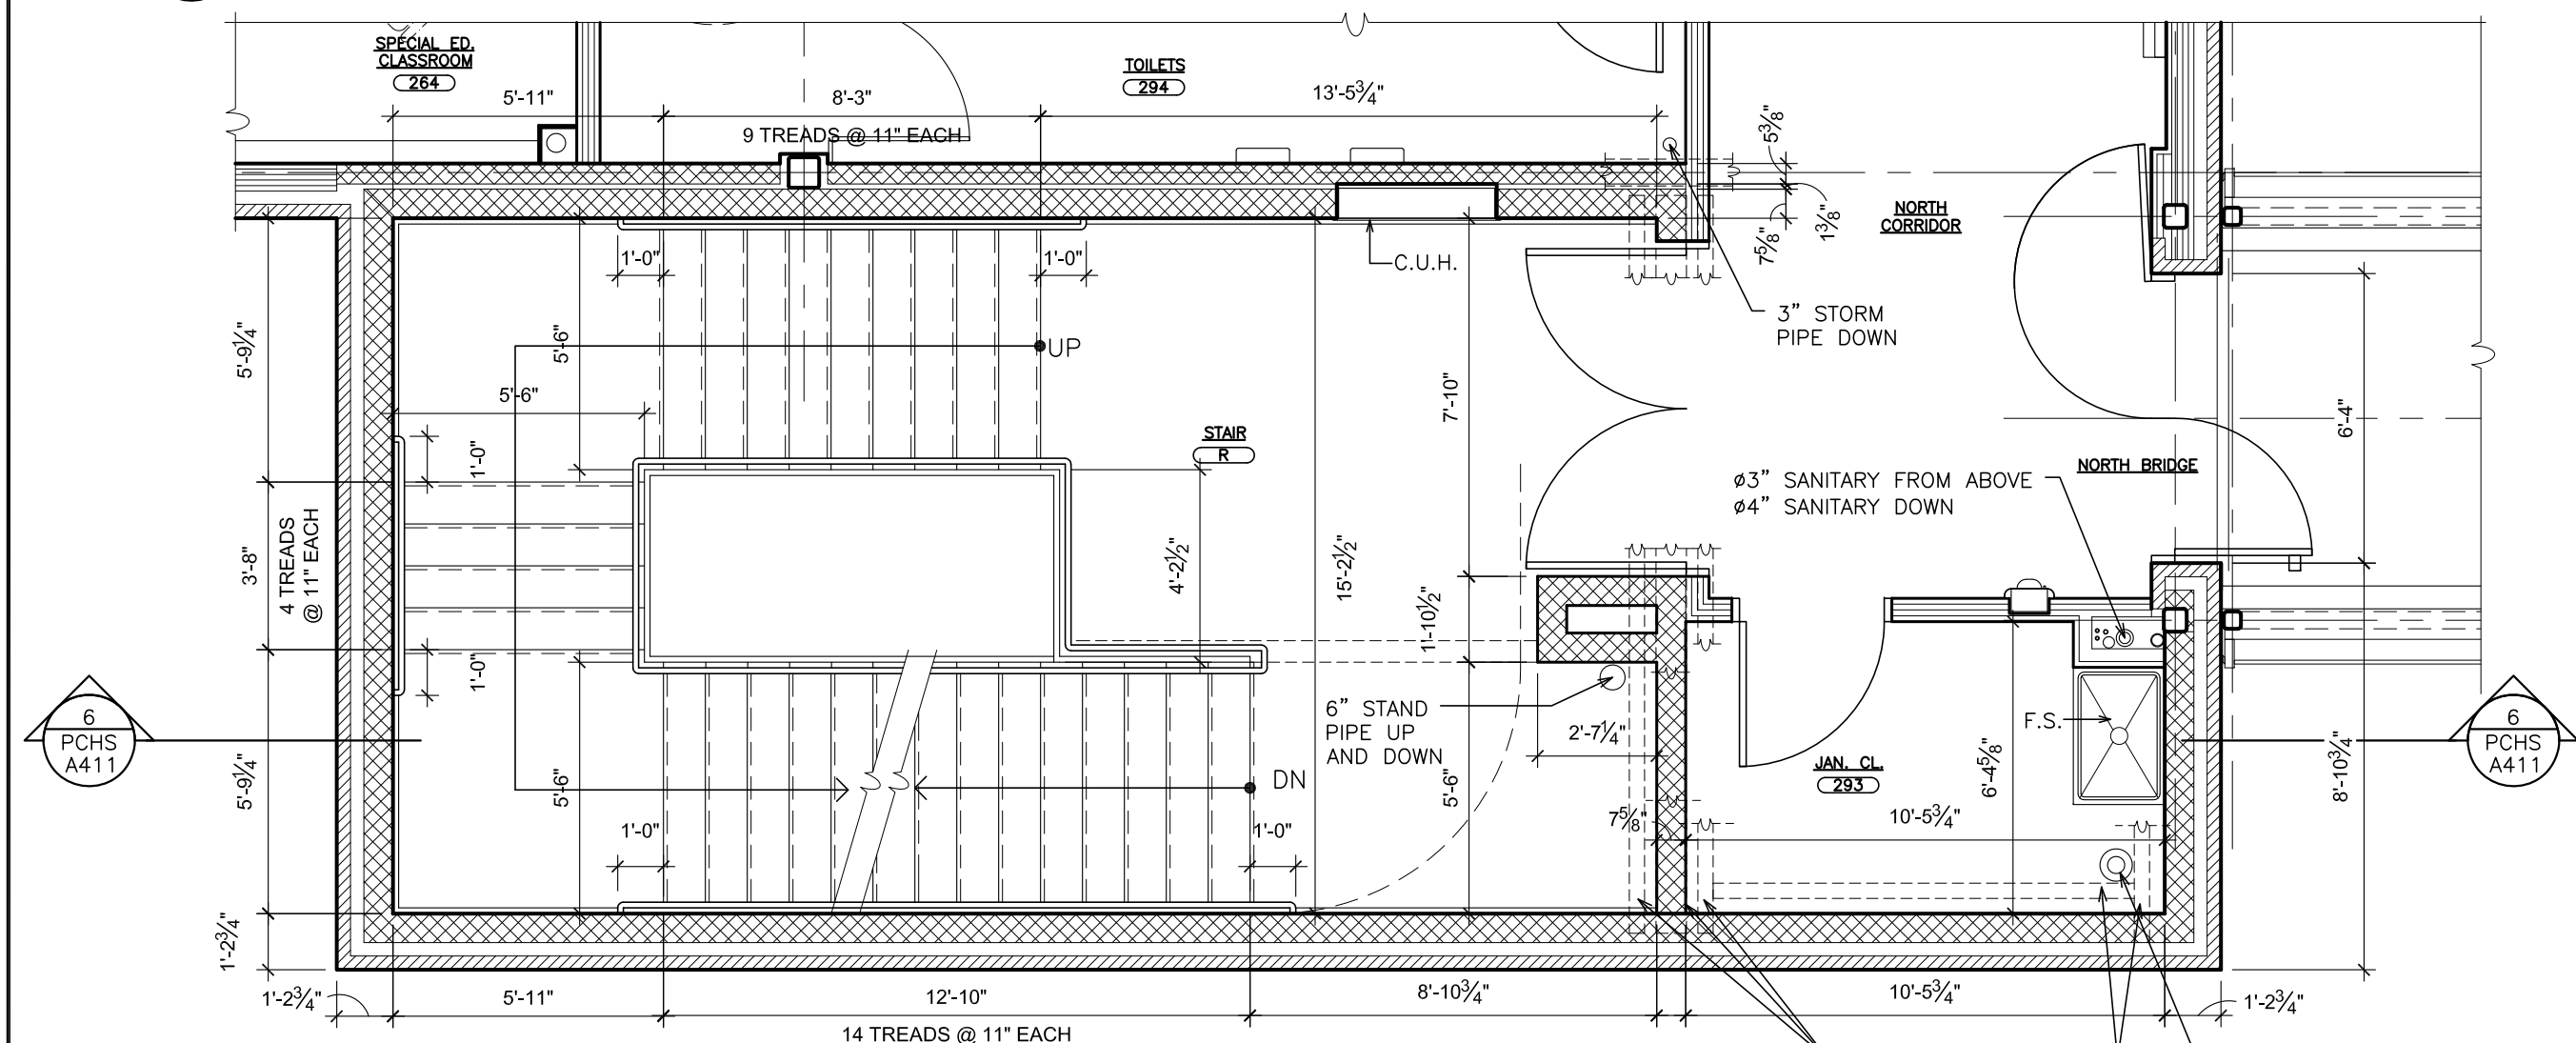 SPECIAL ED.
CLASSROOM
264
TOILETS
294
5'-11"
8'-3"
13'-5¾"
9 TREADS @ 11" EACH
5⅜"
1⅜"
7⅝"
NORTH
CORRIDOR
1'-0"
1'-0"
C.U.H.
3" STORM
PIPE DOWN
5'-9¼"
5'-6"
UP
5'-6"
7'-10"
6'-4"
STAIR
R
1'-0"
NORTH BRIDGE
ø3" SANITARY FROM ABOVE
ø4" SANITARY DOWN
3'-8"
4 TREADS
@ 11" EACH
4'-2½"
15'-2½"
1'-10½"
1'-0"
6
PCHS
A411
6" STAND
PIPE UP
AND DOWN
2'-7¼"
F.S.
6
PCHS
A411
5'-9¼"
5'-6"
DN
5'-6"
JAN. CL.
293
6'-4⅝"
8'-10¾"
1'-0"
1'-0"
7⅝"
10'-5¾"
1'-2¾"
1'-2¾"
5'-11"
12'-10"
8'-10¾"
10'-5¾"
1'-2¾"
14 TREADS @ 11" EACH